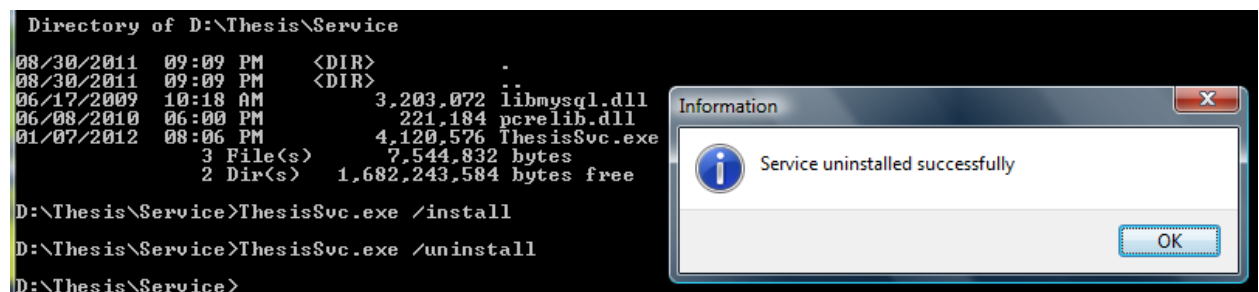 Directory of D:\Thesis\Service
08/30/2011 09:09 PM <DIR> .
08/30/2011 09:09 PM <DIR> ..
06/17/2009 10:18 AM 3,203,072 libmysql.dll
06/08/2010 06:00 PM 221,184 pcrelib.dll
01/07/2012 08:06 PM 4,120,576 ThesisSvc.exe
3 File(s) 7,544,832 bytes
2 Dir(s) 1,682,243,584 bytes free
D:\Thesis\Service>ThesisSvc.exe /install
D:\Thesis\Service>ThesisSvc.exe /uninstall
D:\Thesis\Service>
Information
Service uninstalled successfully
OK